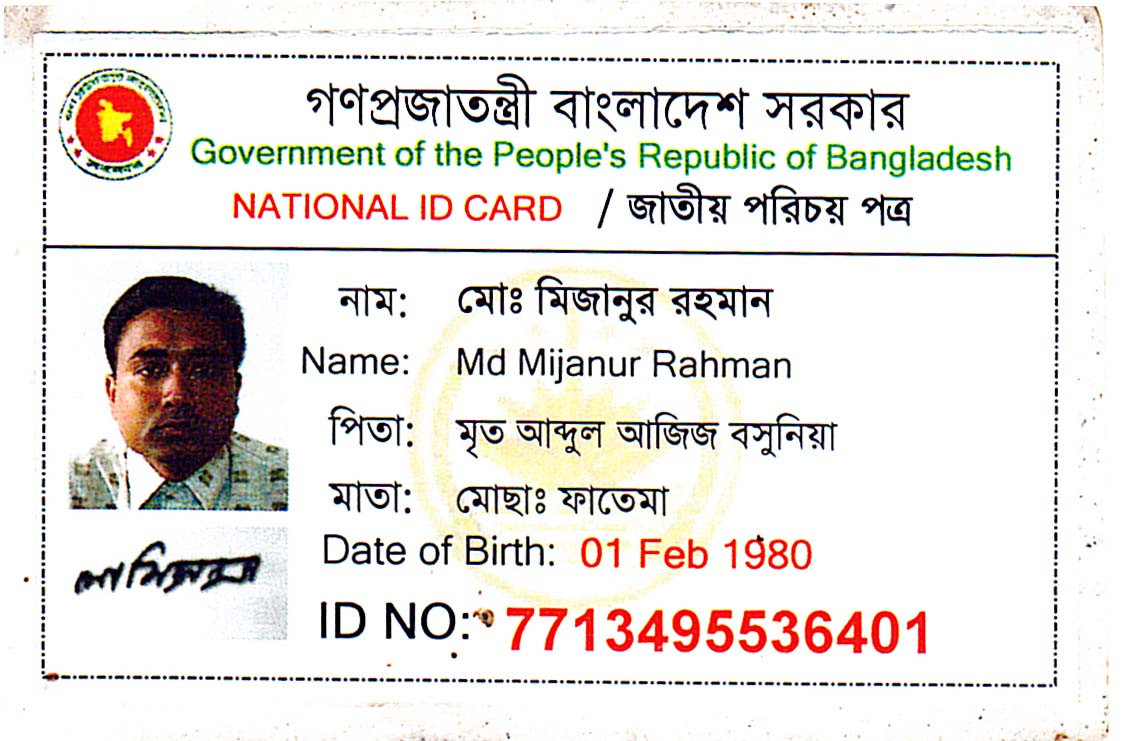 গণপ্রজাতন্ত্রী বাংলাদেশ সরকার
Government of the People's Republic of Bangladesh
NATIONAL ID CARD / জাতীয় পরিচয় পত্র
নাম: মোঃ মিজানুর রহমান
Name: Md Mijanur Rahman
পিতা: মৃত আব্দুল আজিজ বসুনিয়া
মাতা: মোছাঃ ফাতেমা
Date of Birth: 01 Feb 1980
ID NO: 7713495536401